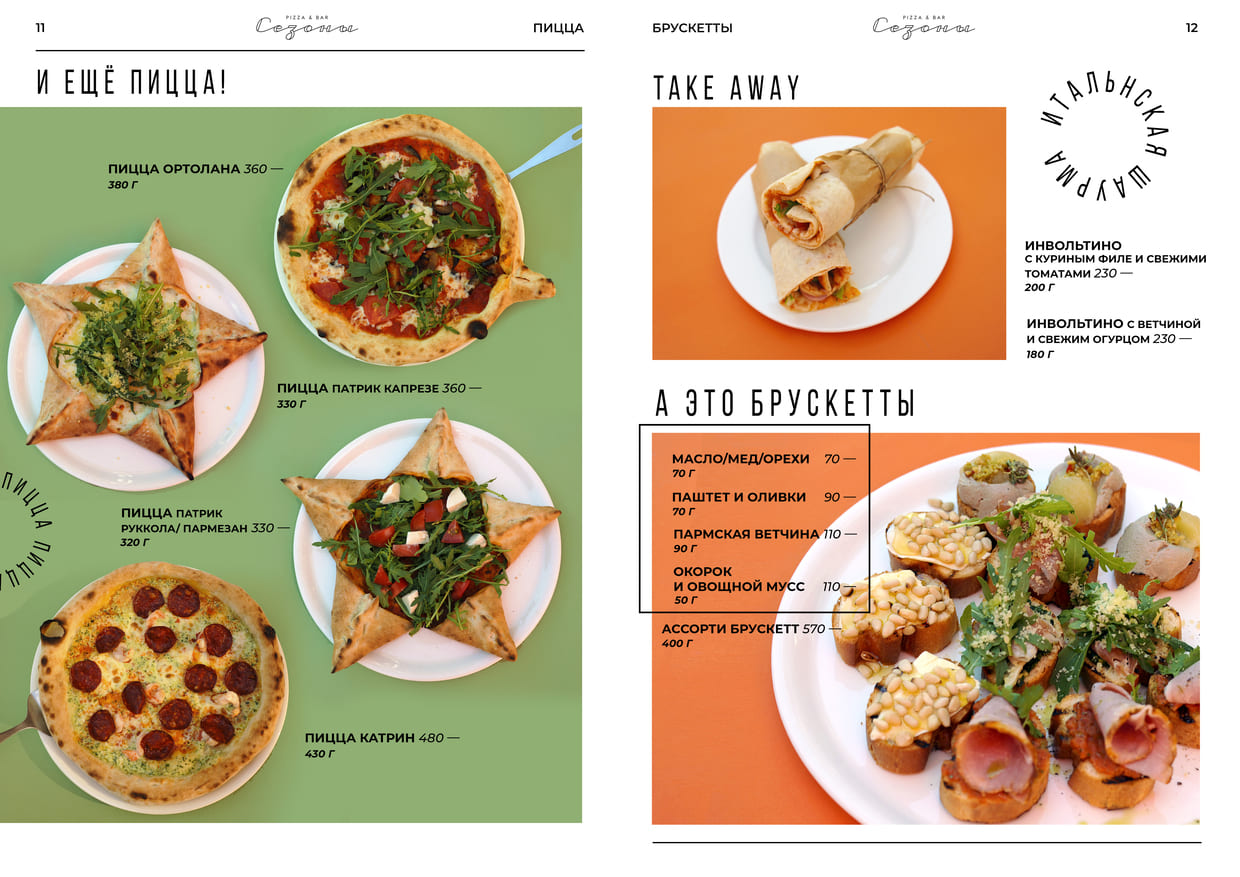 11
PIZZA & BAR
Сезоны
ПИЦЦА
И ЕЩЁ ПИЦЦА!
ПИЦЦА ОРТОЛАНА 360 —
380 Г
ПИЦЦА ПАТРИК КАПРЕЗЕ 360 —
330 Г
ПИЦЦА ПИЦЦ
ПИЦЦА ПАТРИК
РУККОЛА/ ПАРМЕЗАН 330 —
320 Г
ПИЦЦА КАТРИН 480 —
430 Г
БРУСКЕТТЫ
PIZZA & BAR
Сезоны
12
TAKE AWAY
ИТАЛЬНСКАЯ ШАУРМА
ИНВОЛЬТИНО
С КУРИНЫМ ФИЛЕ И СВЕЖИМИ
ТОМАТАМИ 230 —
200 Г
ИНВОЛЬТИНО С ВЕТЧИНОЙ
И СВЕЖИМ ОГУРЦОМ 230 —
180 Г
А ЭТО БРУСКЕТТЫ
МАСЛО/МЕД/ОРЕХИ 70 —
70 Г
ПАШТЕТ И ОЛИВКИ 90 —
70 Г
ПАРМСКАЯ ВЕТЧИНА 110 —
90 Г
ОКОРОК
И ОВОЩНОЙ МУСС 110—
50 Г
АССОРТИ БРУСКЕТТ 570 —
400 Г